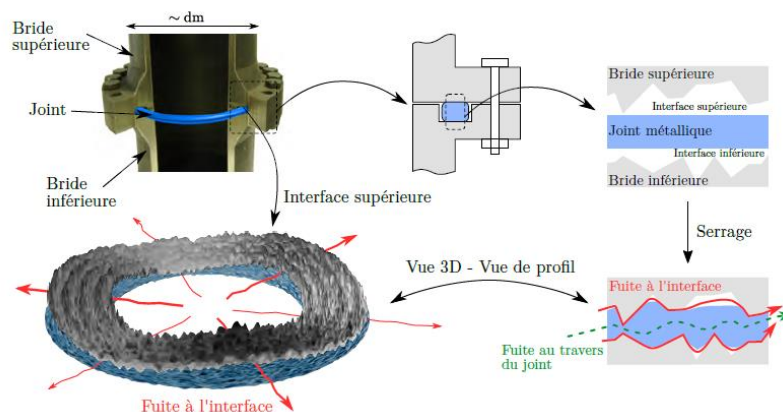 ∼ dm
Bride
supérieure
Joint
Bride
inférieure
Interface supérieure
Bride supérieure
Interface supérieure
Joint métallique
Interface inférieure
Bride inférieure
Serrage
Vue 3D - Vue de profil
Fuite à l'interface
Fuite au travers
du joint
Fuite à l'interface